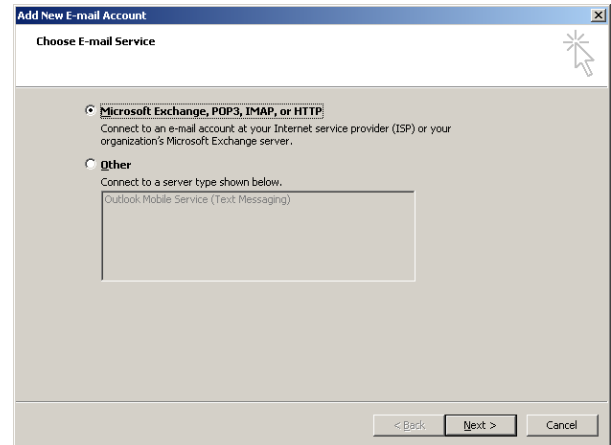 Add New E-mail Account
Choose E-mail Service
Microsoft Exchange, POP3, IMAP, or HTTP
Connect to an e-mail account at your Internet service provider (ISP) or your
organization's Microsoft Exchange server.
Other
Connect to a server type shown below.
Outlook Mobile Service (Text Messaging)
< Back
Next >
Cancel